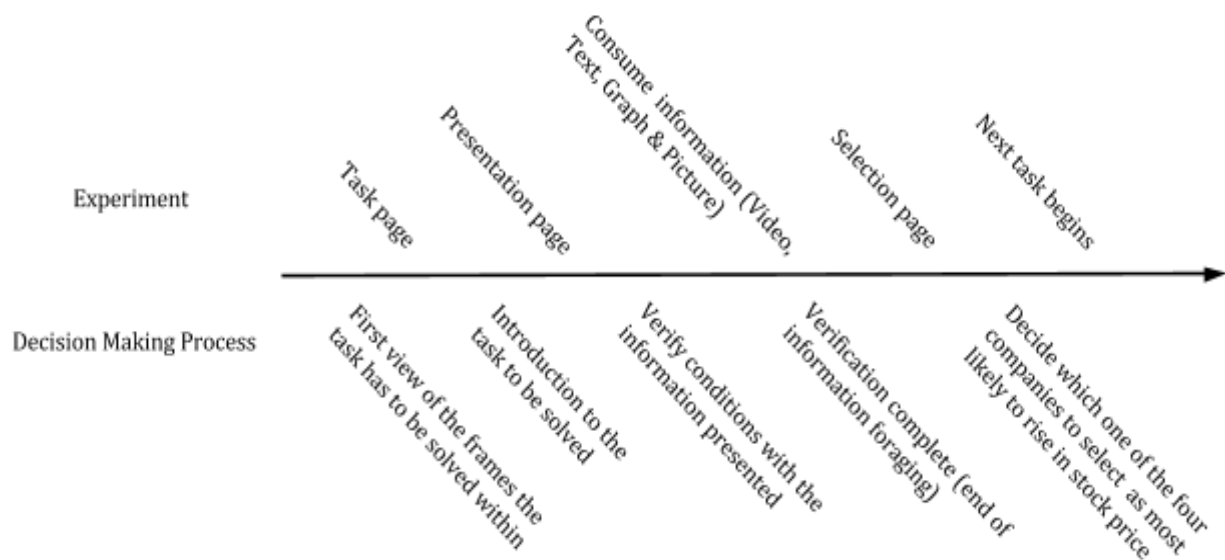 Experiment
Task page
Presentation page
Consume information (Video,
Text, Graph & Picture)
Selection page
Next task begins
Decision Making Process
First view of the frames the
task has to be solved within
Introduction to the
task to be solved
Verify conditions with the
information presented
Verification complete (end of
information foraging)
Decide which one of the four
companies to select as most
likely to rise in stock price